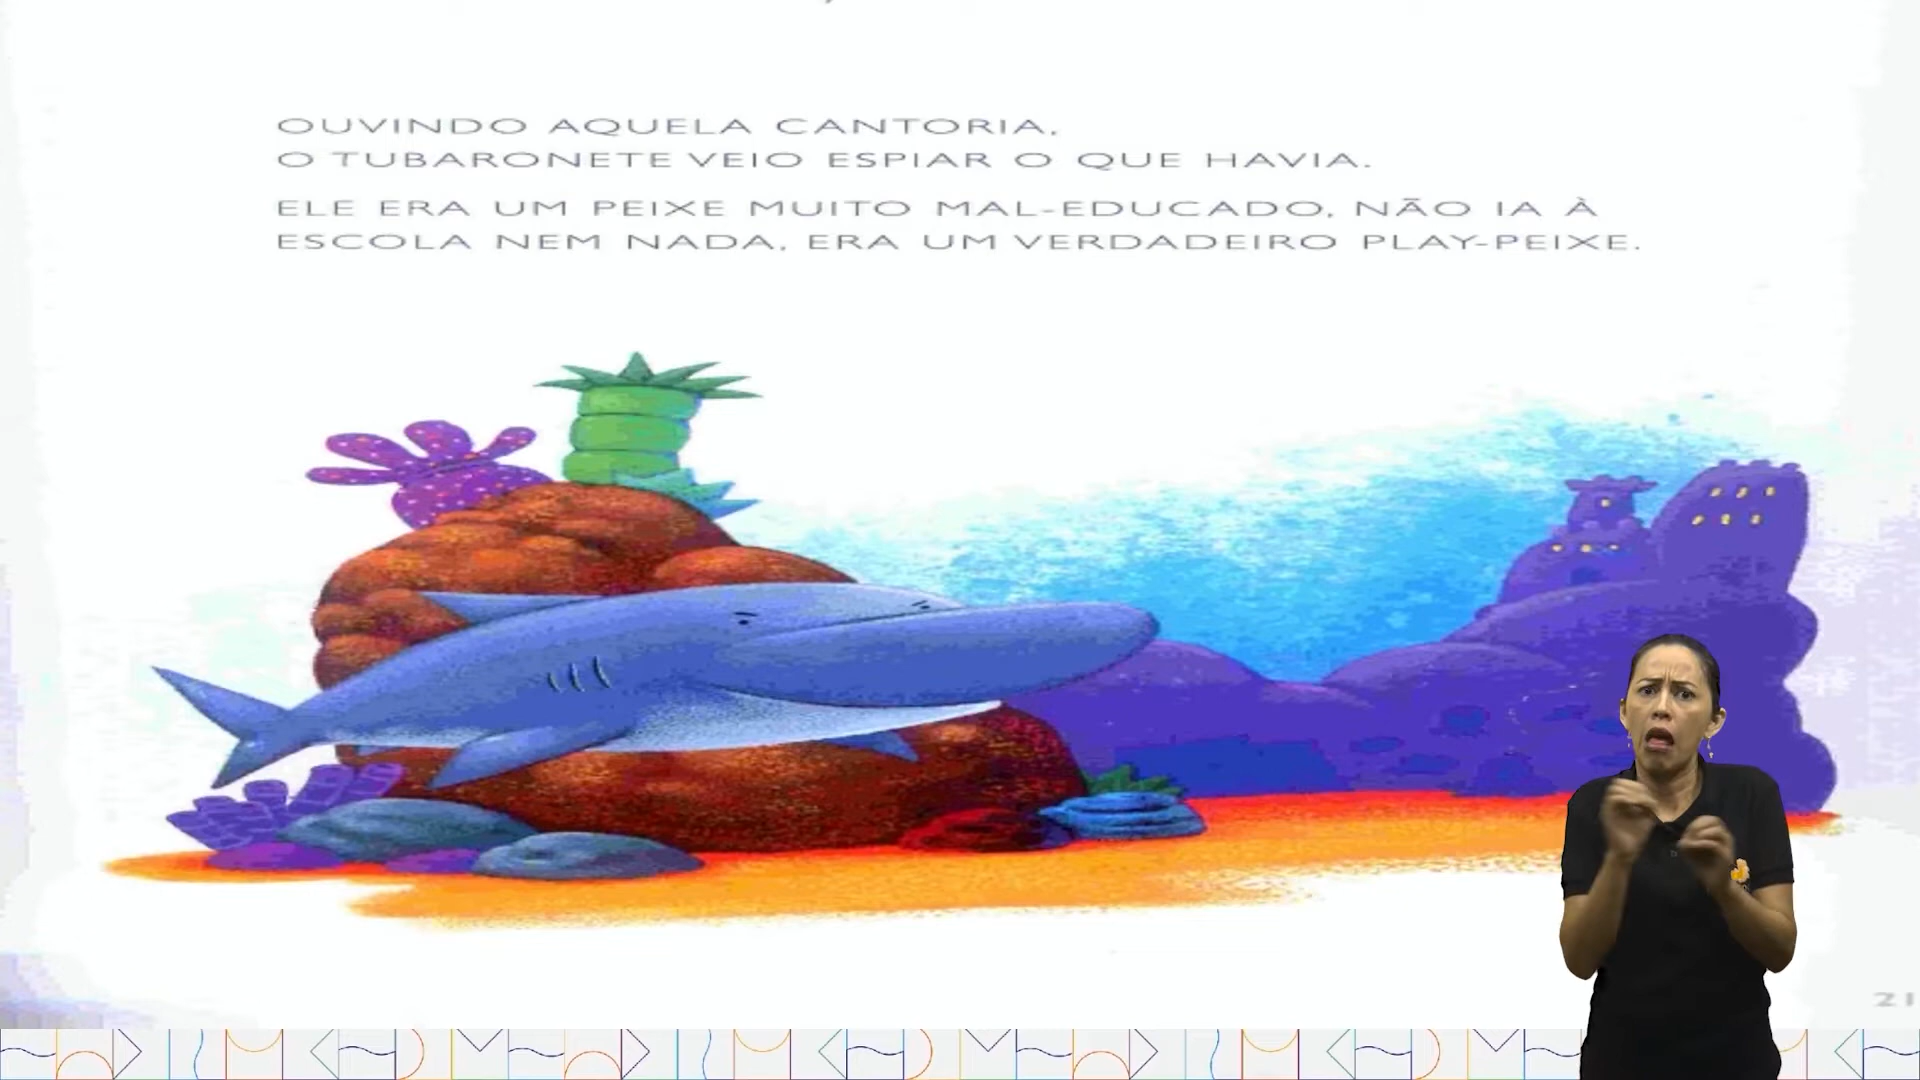 OUVINDO AQUELA CANTORIA,
O TUBARONETE VEIO ESPIAR O QUE HAVIA.
ELE ERA UM PEIXE MUITO MAL-EDUCADO, NÃO IA À
ESCOLA NEM NADA, ERA UM VERDADEIRO PLAY-PEIXE.
21